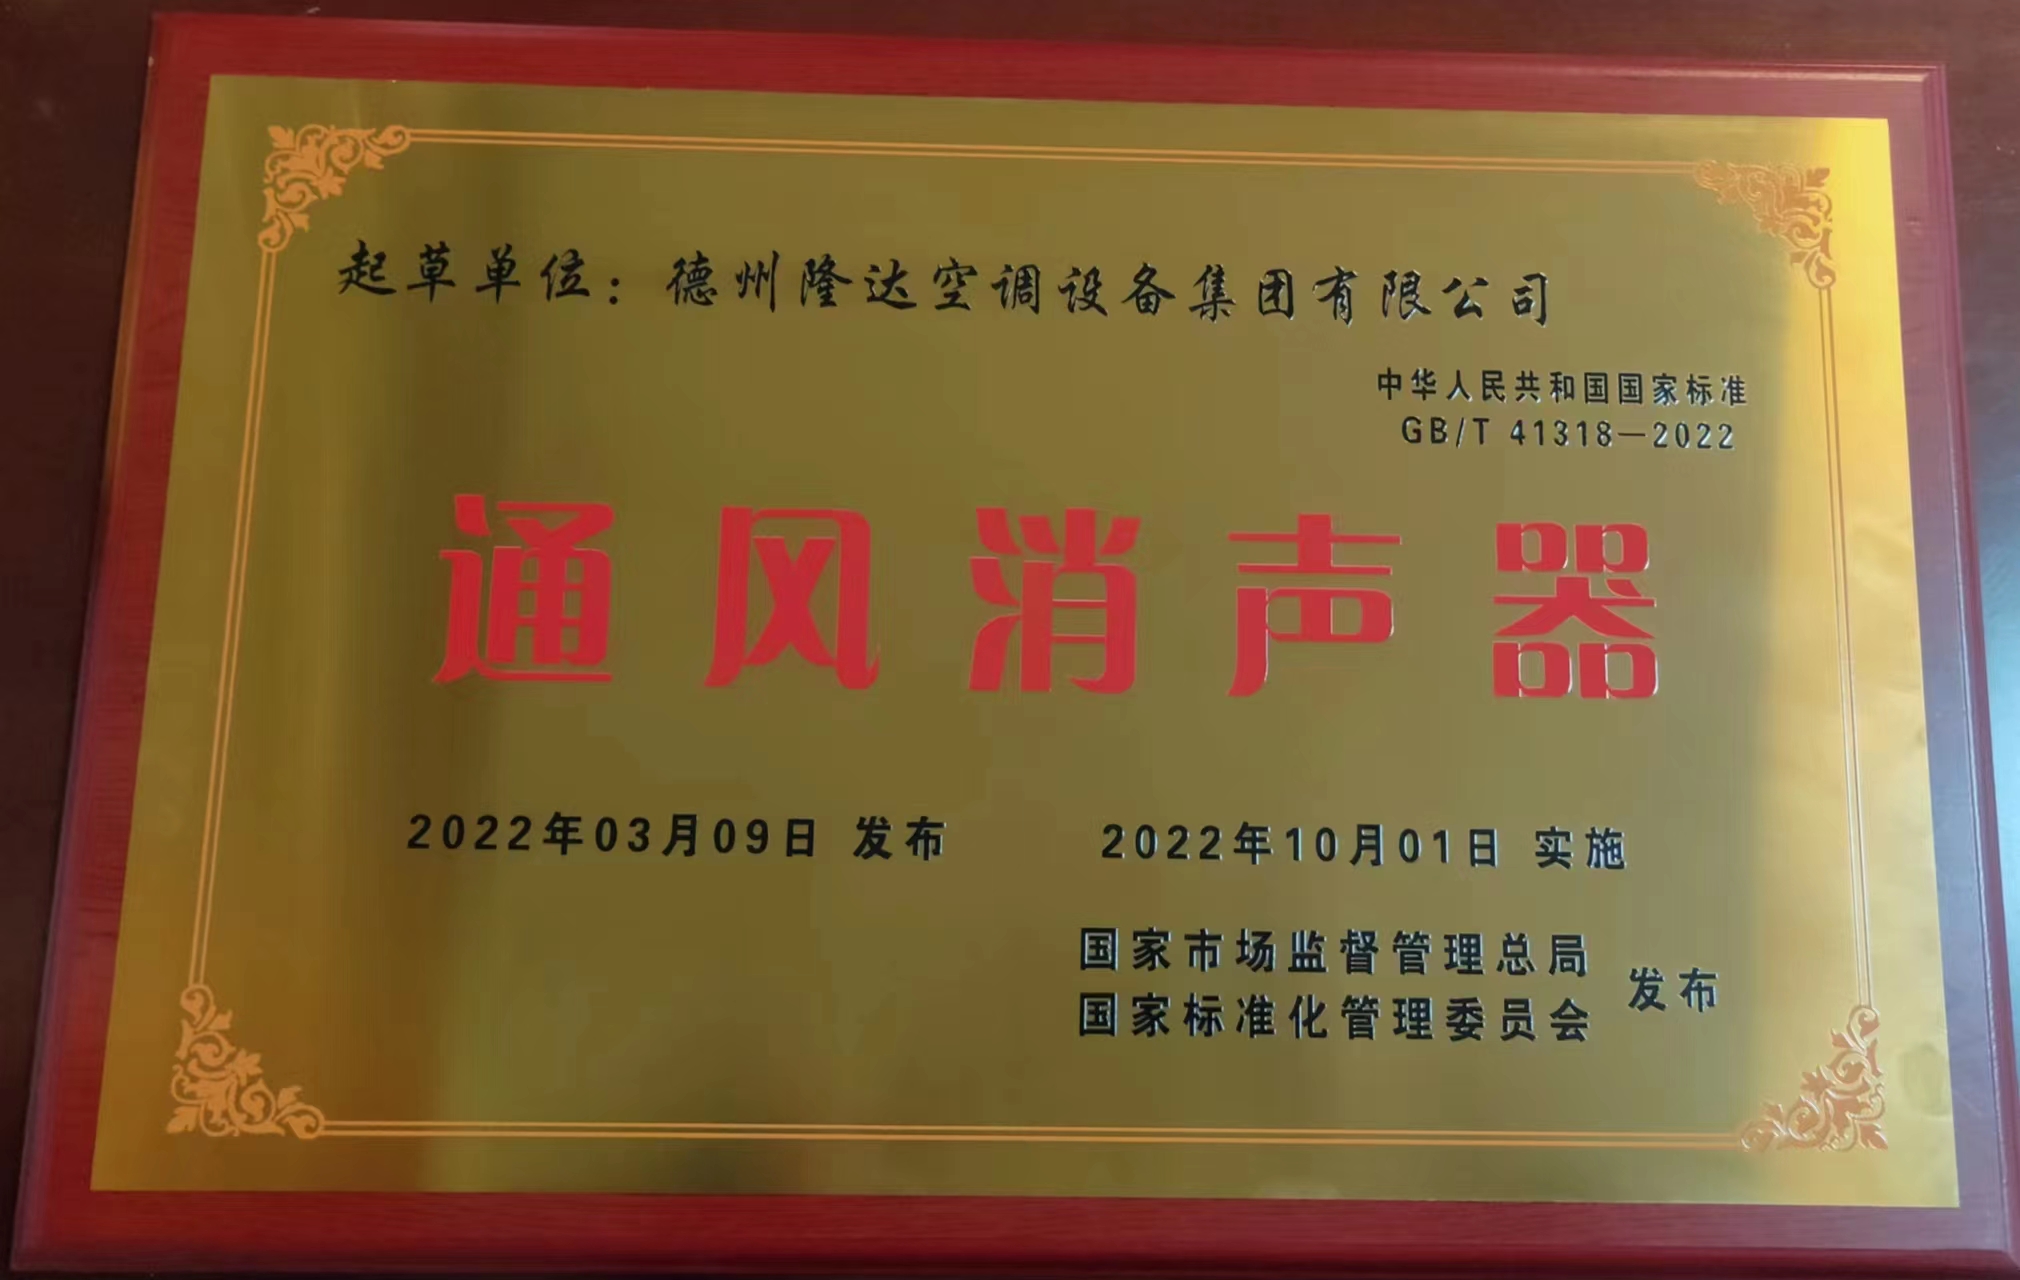 起草单位：德州隆达空调设备集团有限公司
中华人民共和国国家标准
GB/T 41318—2022
通风消声器
2022年03月09日 发布 2022年10月01日 实施
国家市场监督管理总局
国家标准化管理委员会
发布